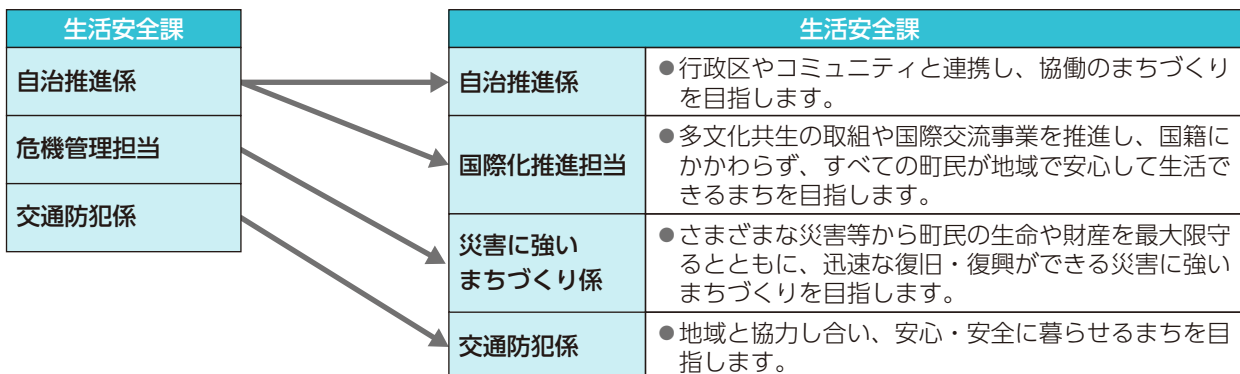 生活安全課
自治推進係
危機管理担当
交通防犯係
生活安全課
自治推進係
●行政区やコミュニティと連携し、協働のまちづくり
を目指します。
国際化推進担当
●多文化共生の取組や国際交流事業を推進し、国籍に
かかわらず、すべての町民が地域で安心して生活で
きるまちを目指します。
災害に強い
まちづくり係
●さまざまな災害等から町民の生命や財産を最大限守
るとともに、迅速な復旧・復興ができる災害に強い
まちづくりを目指します。
交通防犯係
●地域と協力し合い、安心・安全に暮らせるまちを目
指します。